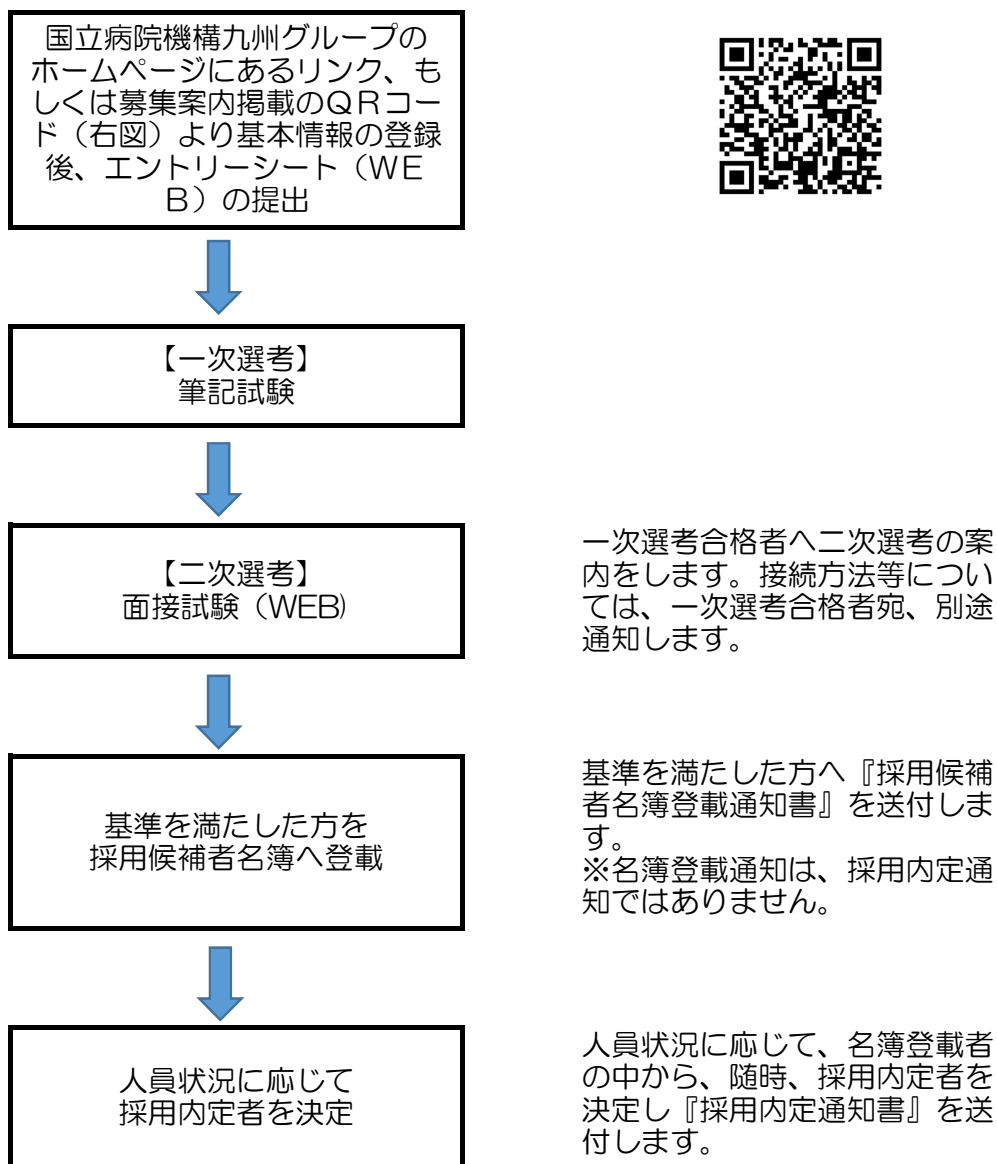 国立病院機構九州グループの
ホームページにあるリンク、も
しくは募集案内掲載のＱＲコー
ド（右図）より基本情報の登録
後、エントリーシート（ＷＥ
Ｂ）の提出
【一次選考】
筆記試験
【二次選考】
面接試験（WEB)
一次選考合格者へ二次選考の案
内をします。接続方法等につい
ては、一次選考合格者宛、別途
通知します。
基準を満たした方を
採用候補者名簿へ登載
基準を満たした方へ『採用候補
者名簿登載通知書』を送付しま
す。
※名簿登載通知は、採用内定通
知ではありません。
人員状況に応じて
採用内定者を決定
人員状況に応じて、名簿登載者
の中から、随時、採用内定者を
決定し『採用内定通知書』を送
付します。